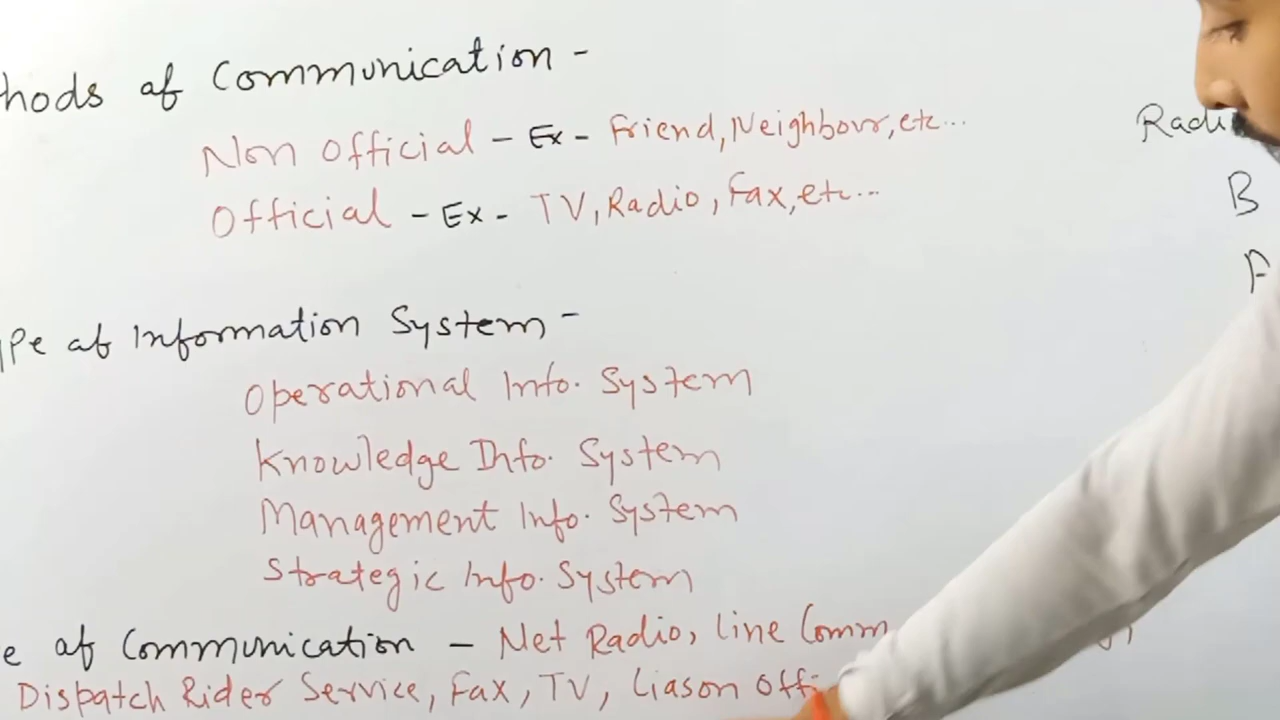 hods of Communication -
Non Official - Ex - Friend, Neighbour, etc...
Official - Ex - TV, Radio, Fax, etc...
Radi
B
F
ype of Information System -
Operational Info. System
Knowledge Info. System
Management Info. System
Strategic Info. System
e of Communication - Net Radio, Line Comm
Dispatch Rider Service, Fax, TV, Liason Offi